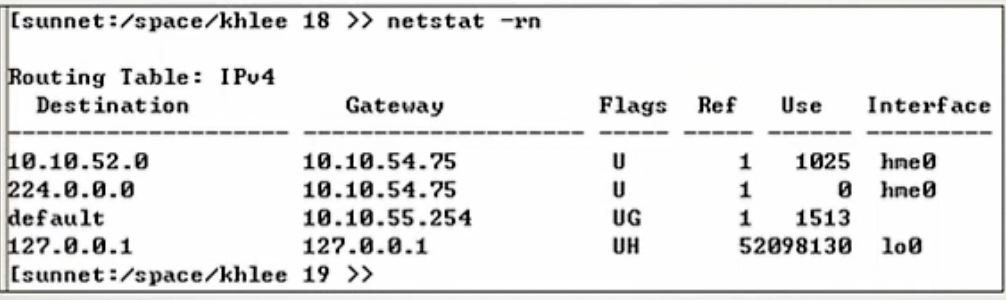 [sunnet:/space/khlee 18 >> netstat -rn
Routing Table: IPv4
Destination Gateway Flags Ref Use Interface
-------------------- -------------------- ----- ----- ------ ---------
10.10.52.0 10.10.54.75 U 1 1025 hme0
224.0.0.0 10.10.54.75 U 1 0 hme0
default 10.10.55.254 UG 1 1513
127.0.0.1 127.0.0.1 UH 52098130 lo0
[sunnet:/space/khlee 19 >>